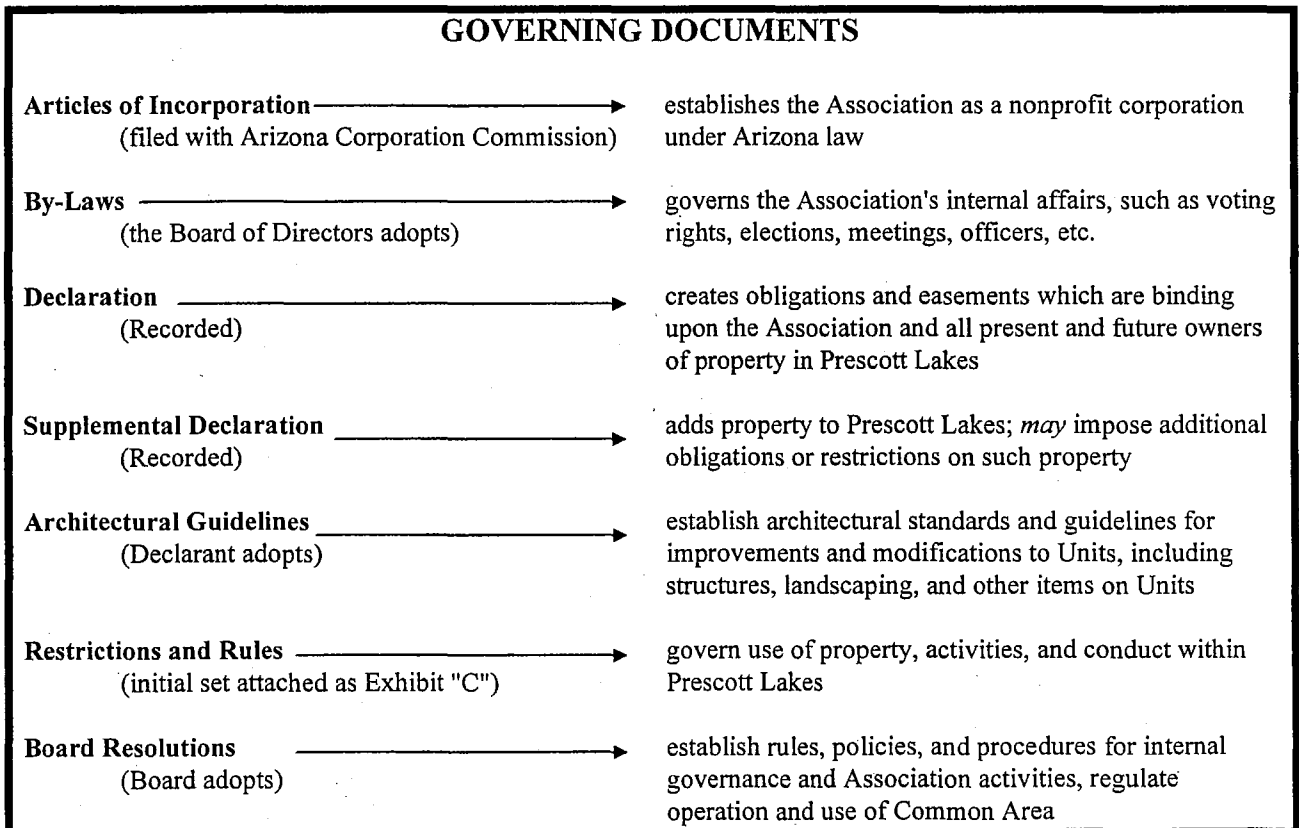 GOVERNING DOCUMENTS
Articles of Incorporation
(filed with Arizona Corporation Commission)
establishes the Association as a nonprofit corporation
under Arizona law
By-Laws
(the Board of Directors adopts)
governs the Association's internal affairs, such as voting
rights, elections, meetings, officers, etc.
Declaration
(Recorded)
creates obligations and easements which are binding
upon the Association and all present and future owners
of property in Prescott Lakes
Supplemental Declaration
(Recorded)
adds property to Prescott Lakes; may impose additional
obligations or restrictions on such property
Architectural Guidelines
(Declarant adopts)
establish architectural standards and guidelines for
improvements and modifications to Units, including
structures, landscaping, and other items on Units
Restrictions and Rules
(initial set attached as Exhibit "C")
govern use of property, activities, and conduct within
Prescott Lakes
Board Resolutions
(Board adopts)
establish rules, policies, and procedures for internal
governance and Association activities, regulate
operation and use of Common Area